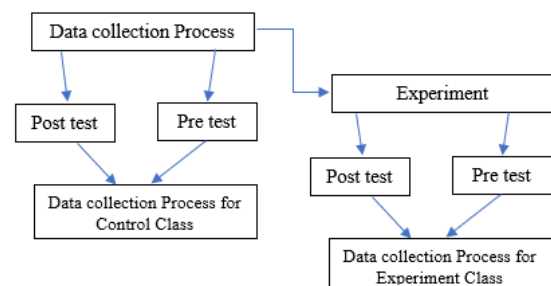 Data collection Process
Experiment
Post test
Pre test
Post test
Pre test
Data collection Process for
Control Class
Data collection Process for
Experiment Class